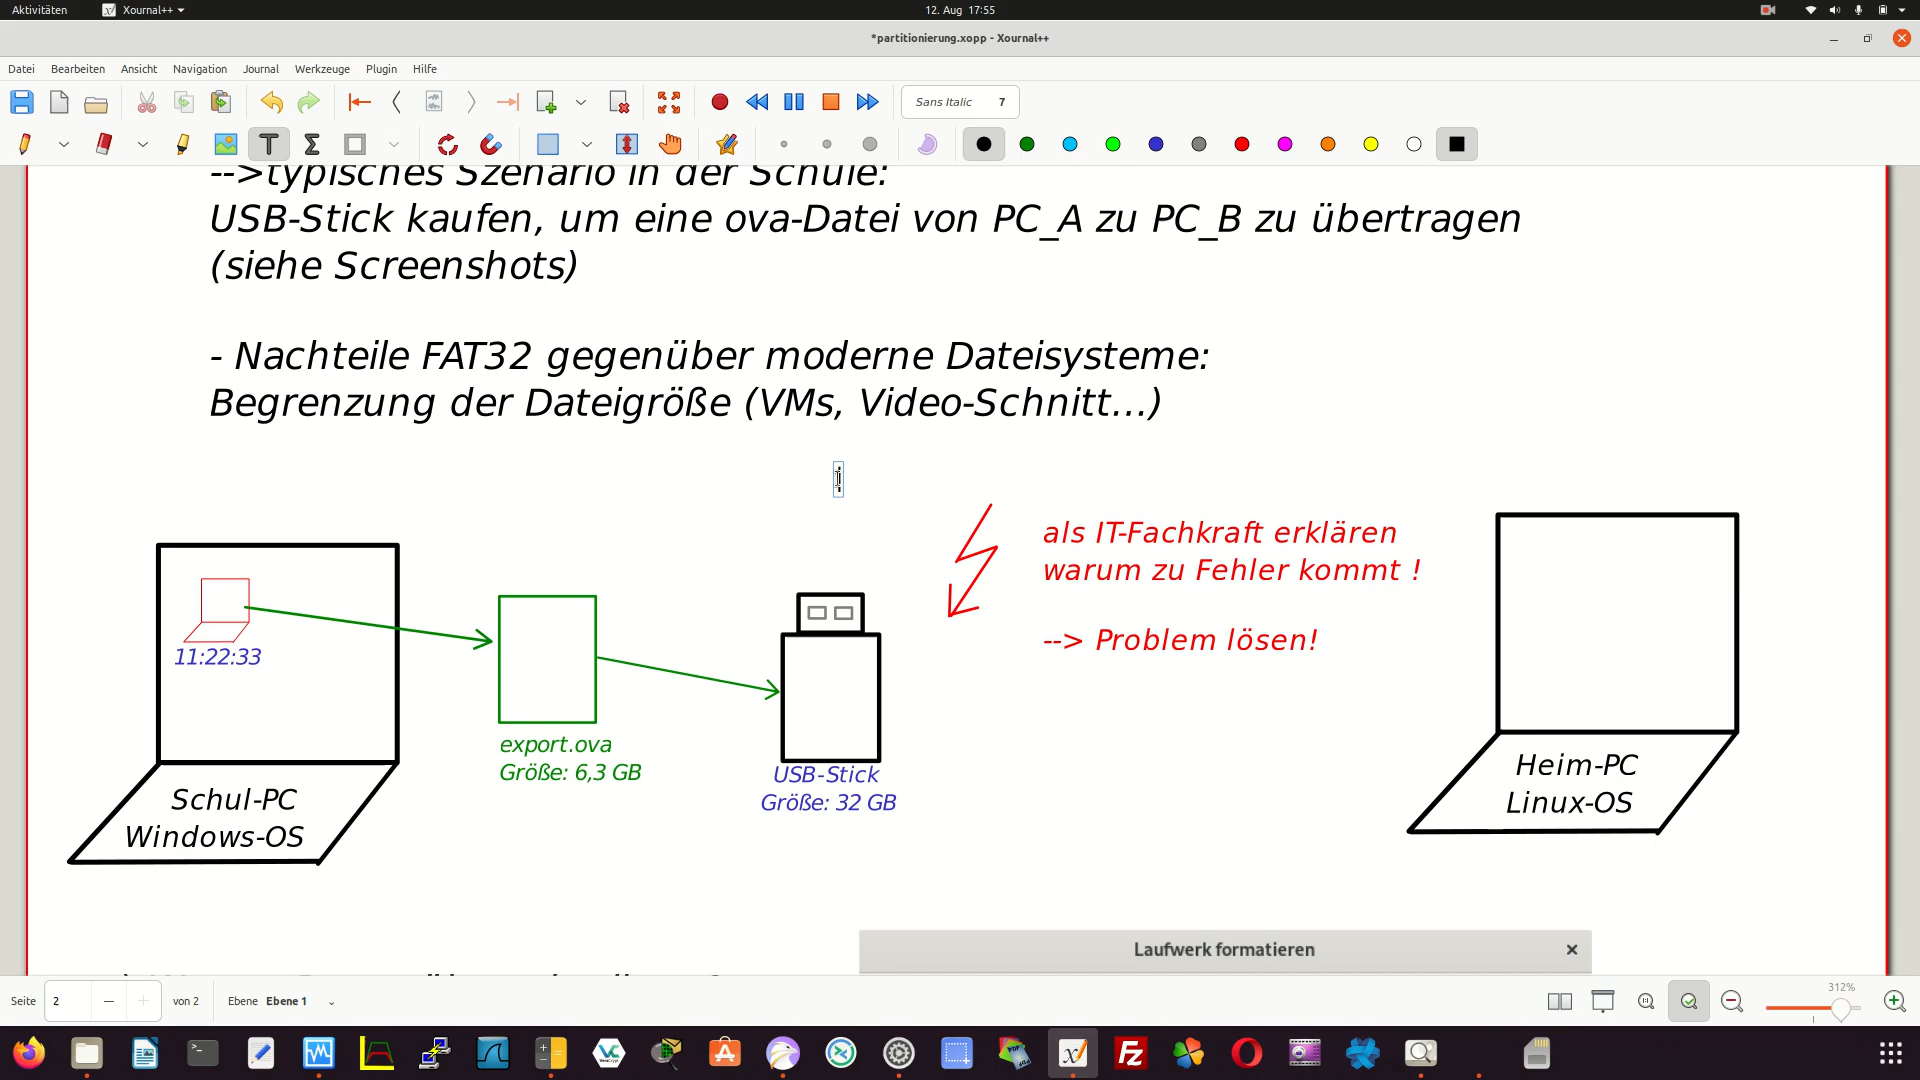 Aktivitäten
Xournal++
12. Aug 17:55
*partitionierung.xopp - Xournal++
Datei Bearbeiten Ansicht Navigation Journal Werkzeuge Plugin Hilfe
Sans Italic 7
-->typisches Szenario in der Schule:
USB-Stick kaufen, um eine ova-Datei von PC_A zu PC_B zu übertragen
(siehe Screenshots)
- Nachteile FAT32 gegenüber moderne Dateisysteme:
Begrenzung der Dateigröße (VMs, Video-Schnitt...)
als IT-Fachkraft erklären
warum zu Fehler kommt !
--> Problem lösen!
11:22:33
export.ova
Größe: 6,3 GB
USB-Stick
Größe: 32 GB
Schul-PC
Windows-OS
Heim-PC
Linux-OS
Laufwerk formatieren
Seite 2 von 2 Ebene Ebene 1
312%